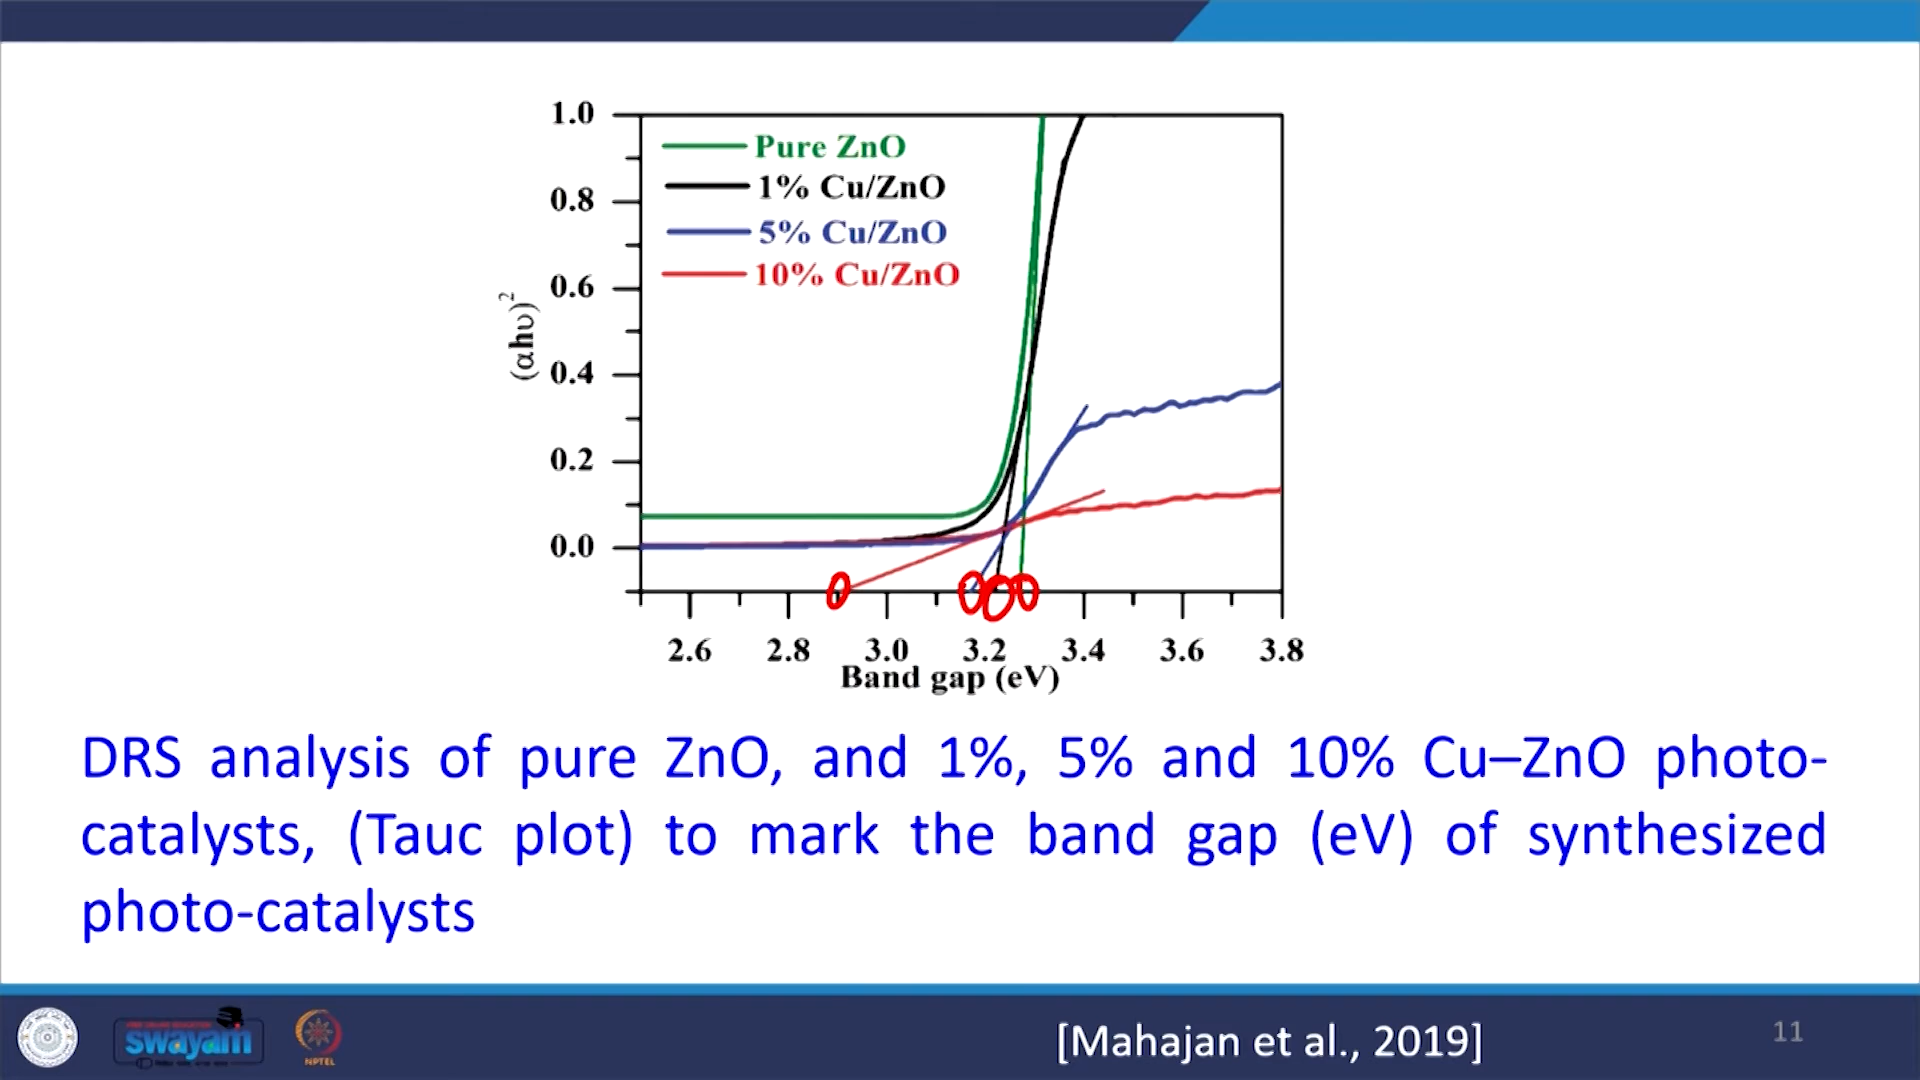 1.0
0.8
0.6
0.4
0.2
0.0
(αhυ)²
Pure ZnO
1% Cu/ZnO
5% Cu/ZnO
10% Cu/ZnO
2.6 2.8 3.0 3.2 3.4 3.6 3.8
Band gap (eV)
DRS analysis of pure ZnO, and 1%, 5% and 10% Cu–ZnO photo-
catalysts, (Tauc plot) to mark the band gap (eV) of synthesized
photo-catalysts
swayam
NPTEL
[Mahajan et al., 2019]
11